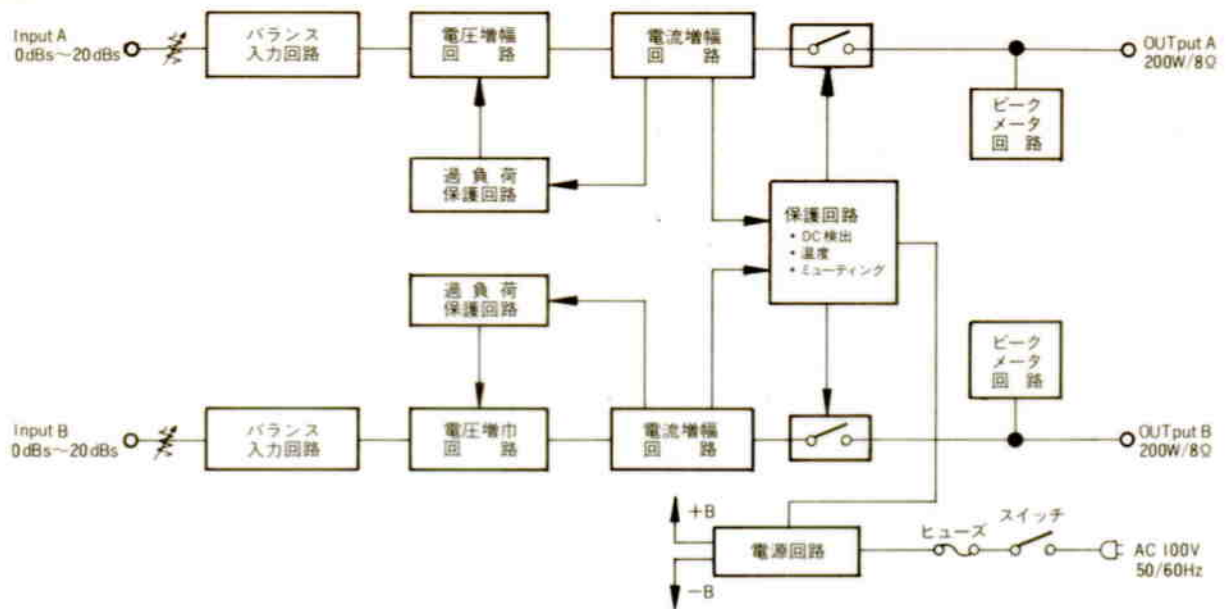 Input A
0dBs～20dBs
バランス
入力回路
電圧増幅
回路
電流増幅
回路
OUTput A
200W/8Ω
ピーク
メータ
回路
過負荷
保護回路
保護回路
・DC検出
・温度
・ミューティング
過負荷
保護回路
ピーク
メータ
回路
Input B
0dBs～20dBs
バランス
入力回路
電圧増巾
回路
電流増幅
回路
OUTput B
200W/8Ω
+B
電源回路
-B
ヒューズ
スイッチ
AC 100V
50/60Hz